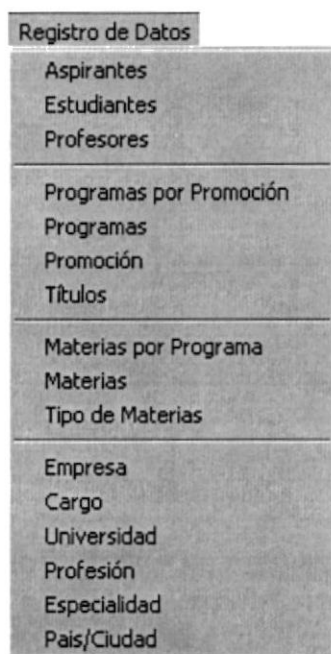 Registro de Datos
Aspirantes
Estudiantes
Profesores
Programas por Promoción
Programas
Promoción
Títulos
Materias por Programa
Materias
Tipo de Materias
Empresa
Cargo
Universidad
Profesión
Especialidad
Pais/Ciudad